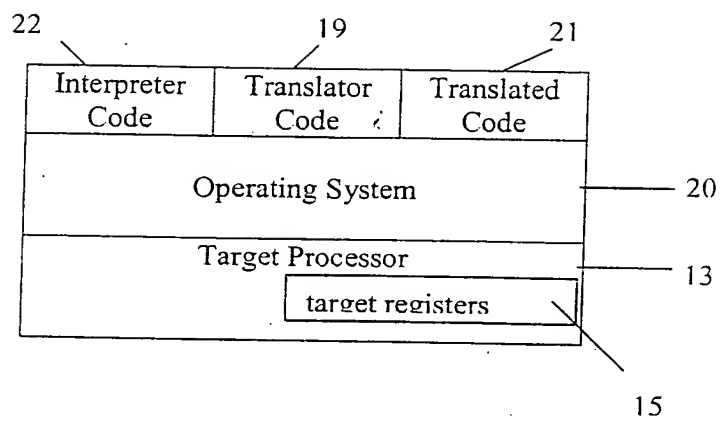 22
19
21
Interpreter Code
Translator Code
Translated Code
Operating System
20
Target Processor
13
target registers
15